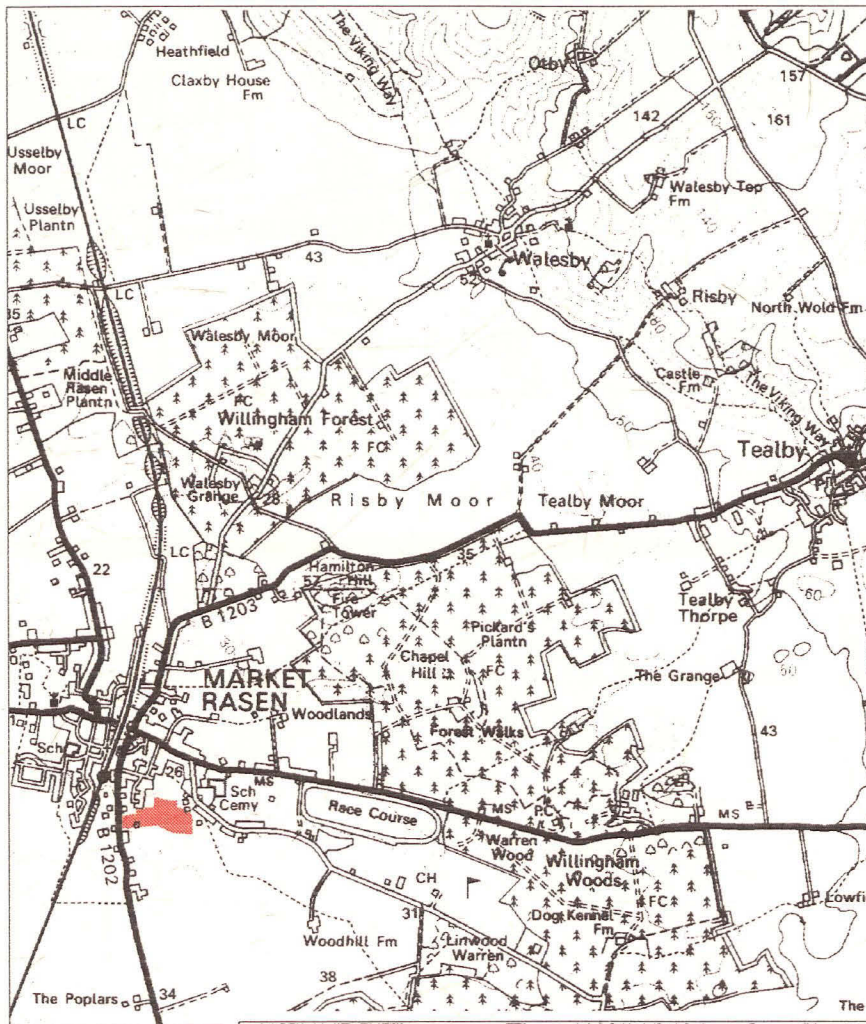 Heathfield
Claxby House
Fm
The Viking Way
Otby
157
142
161
LC
Usselby
Moor
Usselby
Plantn
Walesby Top
Fm
43
Walesby
52
LC
Risby
North Wold Fm
Walesby Moor
Middle
Rasen
Plantn
FC
Willingham Forest
FC
Castle
Fm
The Viking Way
Tealby
Walesby
Grange
28
Risby Moor
Tealby Moor
LC
22
Hamilton
Hill
57
Fire
Tower
35
B 1203
Pickard's
Plantn
Tealby
Thorpe
60
Chapel
Hill
FC
The Grange
60
MARKET
RASEN
Woodlands
Forest Walks
43
Sch
26
MS
Sch
Cemy
Race Course
MS
MS
Warren
Wood
Willingham
Woods
B 1202
CH
FC
31
Dog Kennel
Fm
Lowfi
Woodhill Fm
Linwood
Warren
38
The Poplars
34
The